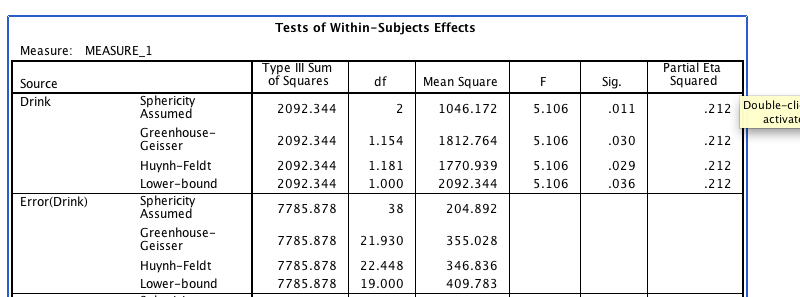 Tests of Within-Subjects Effects
Measure: MEASURE_1
Source Type III Sum of Squares df Mean Square F Sig. Partial Eta Squared
Drink Sphericity Assumed 2092.344 2 1046.172 5.106 .011 .212
Greenhouse-Geisser 2092.344 1.154 1812.764 5.106 .030 .212
Huynh-Feldt 2092.344 1.181 1770.939 5.106 .029 .212
Lower-bound 2092.344 1.000 2092.344 5.106 .036 .212
Error(Drink) Sphericity Assumed 7785.878 38 204.892
Greenhouse-Geisser 7785.878 21.930 355.028
Huynh-Feldt 7785.878 22.448 346.836
Lower-bound 7785.878 19.000 409.783
Double-cli
activat